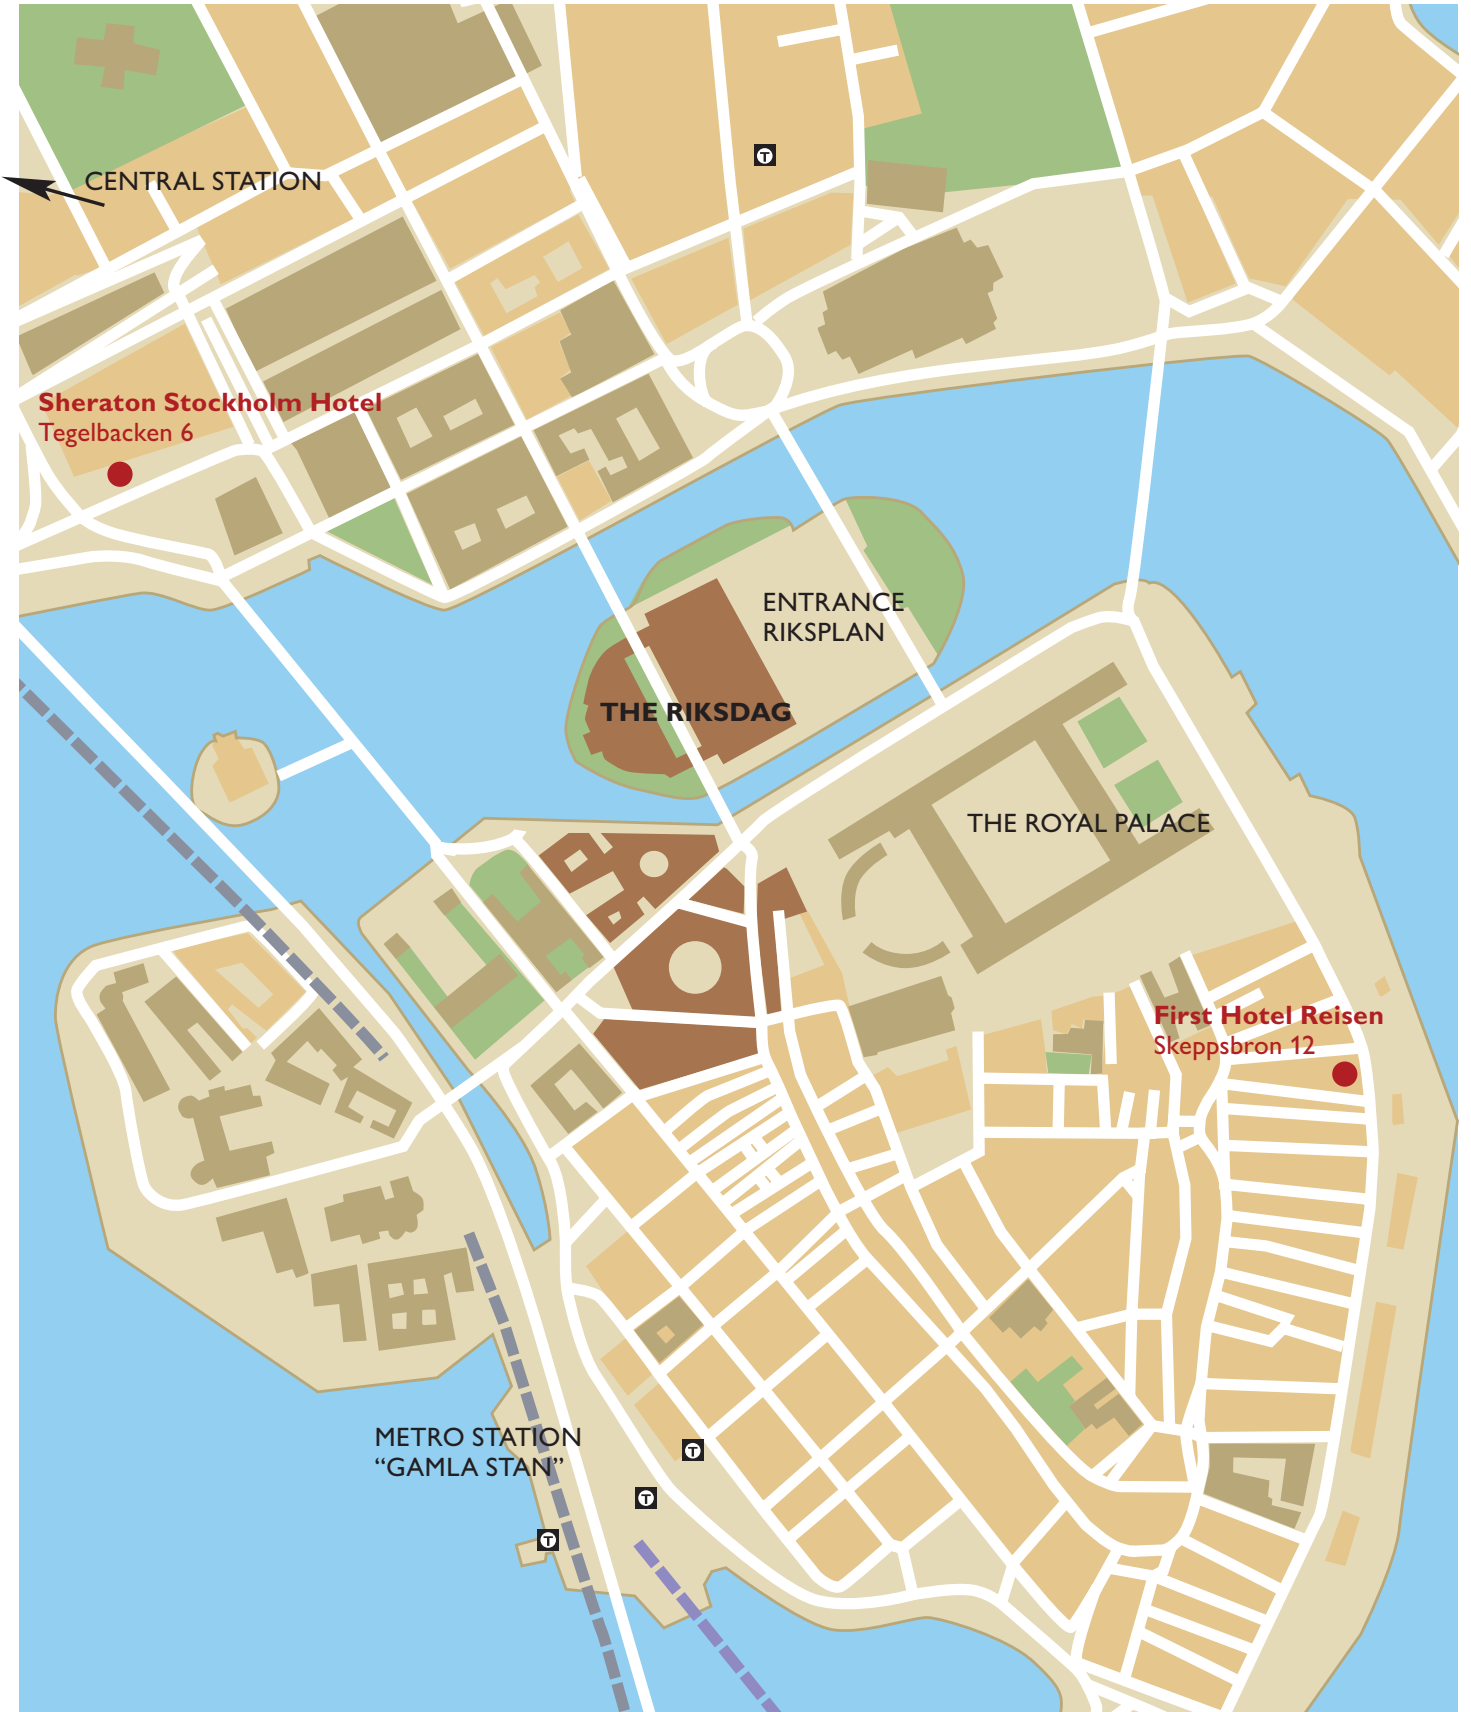 T
CENTRAL STATION
Sheraton Stockholm Hotel
Tegelbacken 6
ENTRANCE
RIKSPLAN
THE RIKSDAG
THE ROYAL PALACE
First Hotel Reisen
Skeppsbron 12
METRO STATION
“GAMLA STAN”
T
T
T